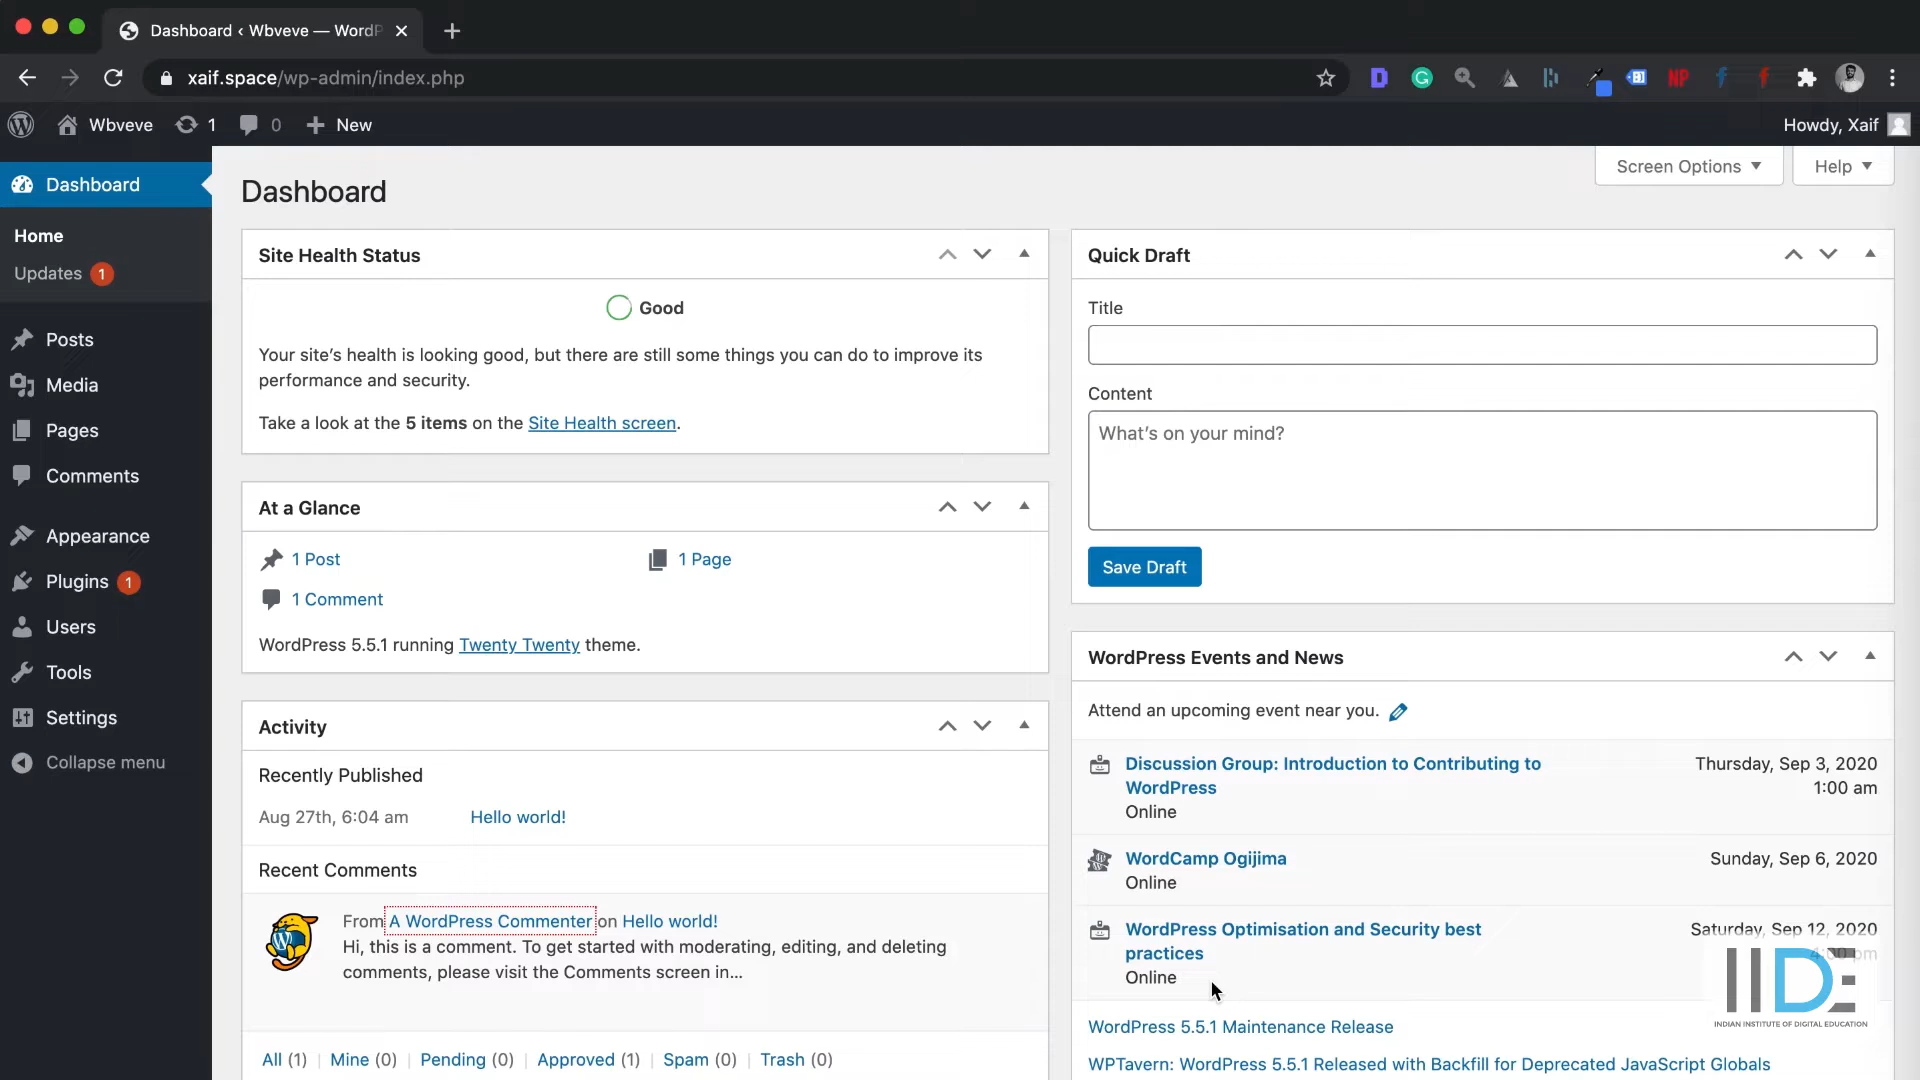 Dashboard ‹ Wbveve — WordP
xaif.space/wp-admin/index.php
Wbveve 1 0 New
Howdy, Xaif
Screen Options
Help
Dashboard
Home
Updates 1
Posts
Media
Pages
Comments
Appearance
Plugins 1
Users
Tools
Settings
Collapse menu
Dashboard
Site Health Status
Good
Your site's health is looking good, but there are still some things you can do to improve its
performance and security.
Take a look at the 5 items on the Site Health screen.
At a Glance
1 Post
1 Page
1 Comment
WordPress 5.5.1 running Twenty Twenty theme.
Activity
Recently Published
Aug 27th, 6:04 am Hello world!
Recent Comments
From A WordPress Commenter on Hello world!
Hi, this is a comment. To get started with moderating, editing, and deleting
comments, please visit the Comments screen in...
All (1) | Mine (0) | Pending (0) | Approved (1) | Spam (0) | Trash (0)
Quick Draft
Title
Content
What's on your mind?
Save Draft
WordPress Events and News
Attend an upcoming event near you.
Discussion Group: Introduction to Contributing to
WordPress
Online
Thursday, Sep 3, 2020
1:00 am
WordCamp Ogijima
Online
Sunday, Sep 6, 2020
WordPress Optimisation and Security best
practices
Online
Saturday, Sep 12, 2020
4:00 pm
WordPress 5.5.1 Maintenance Release
WPTavern: WordPress 5.5.1 Released with Backfill for Deprecated JavaScript Globals
IIDE
INDIAN INSTITUTE OF DIGITAL EDUCATION